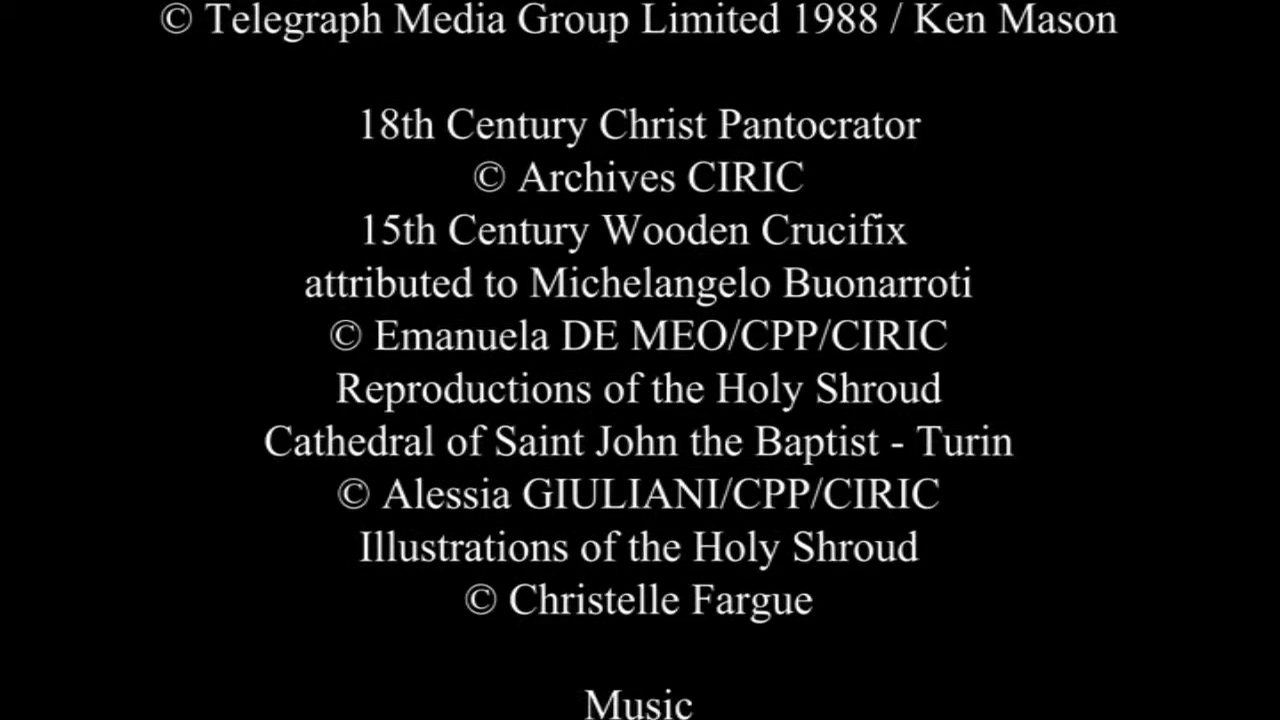 © Telegraph Media Group Limited 1988 / Ken Mason
18th Century Christ Pantocrator
© Archives CIRIC
15th Century Wooden Crucifix
attributed to Michelangelo Buonarroti
© Emanuela DE MEO/CPP/CIRIC
Reproductions of the Holy Shroud
Cathedral of Saint John the Baptist - Turin
© Alessia GIULIANI/CPP/CIRIC
Illustrations of the Holy Shroud
© Christelle Fargue
Music